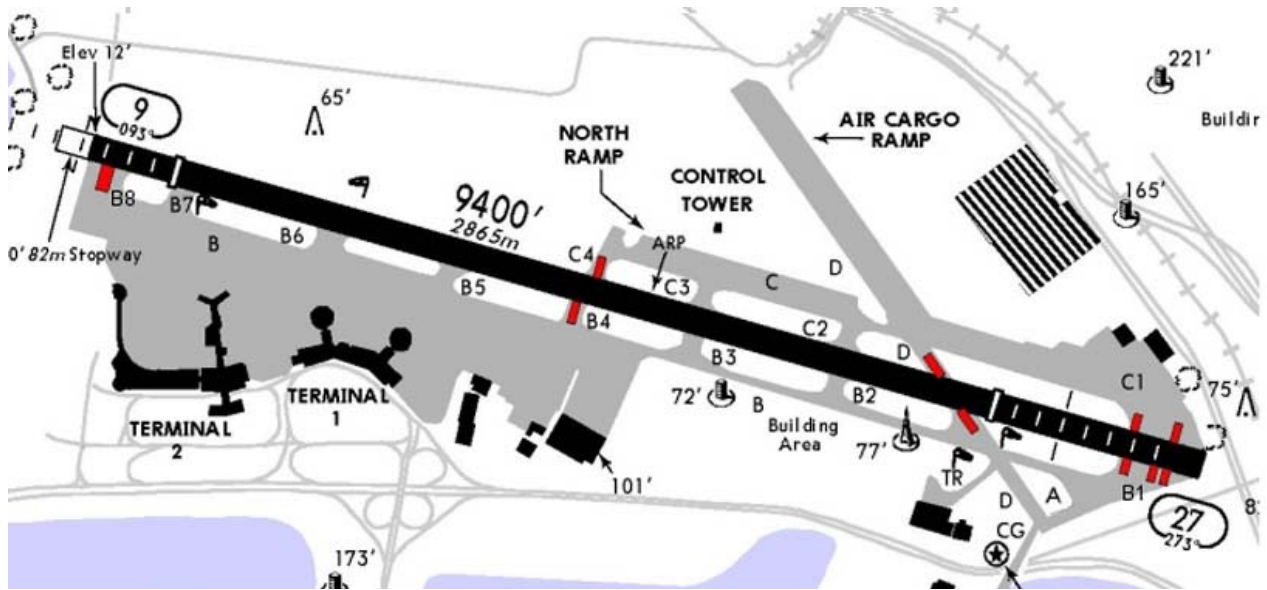 Elev 12'
9
093°
65'
221'
Buildin
AIR CARGO
RAMP
NORTH
RAMP
CONTROL
TOWER
9400'
2865m
165'
B8
B7
B
B6
0' 82m Stopway
C4
ARP
C3
C
D
B5
B4
C2
B3
D
C1
75'
72'
B
B2
Building
Area
77'
TERMINAL
1
TERMINAL
2
101'
TR
D
A
B1
CG
27
273°
173'